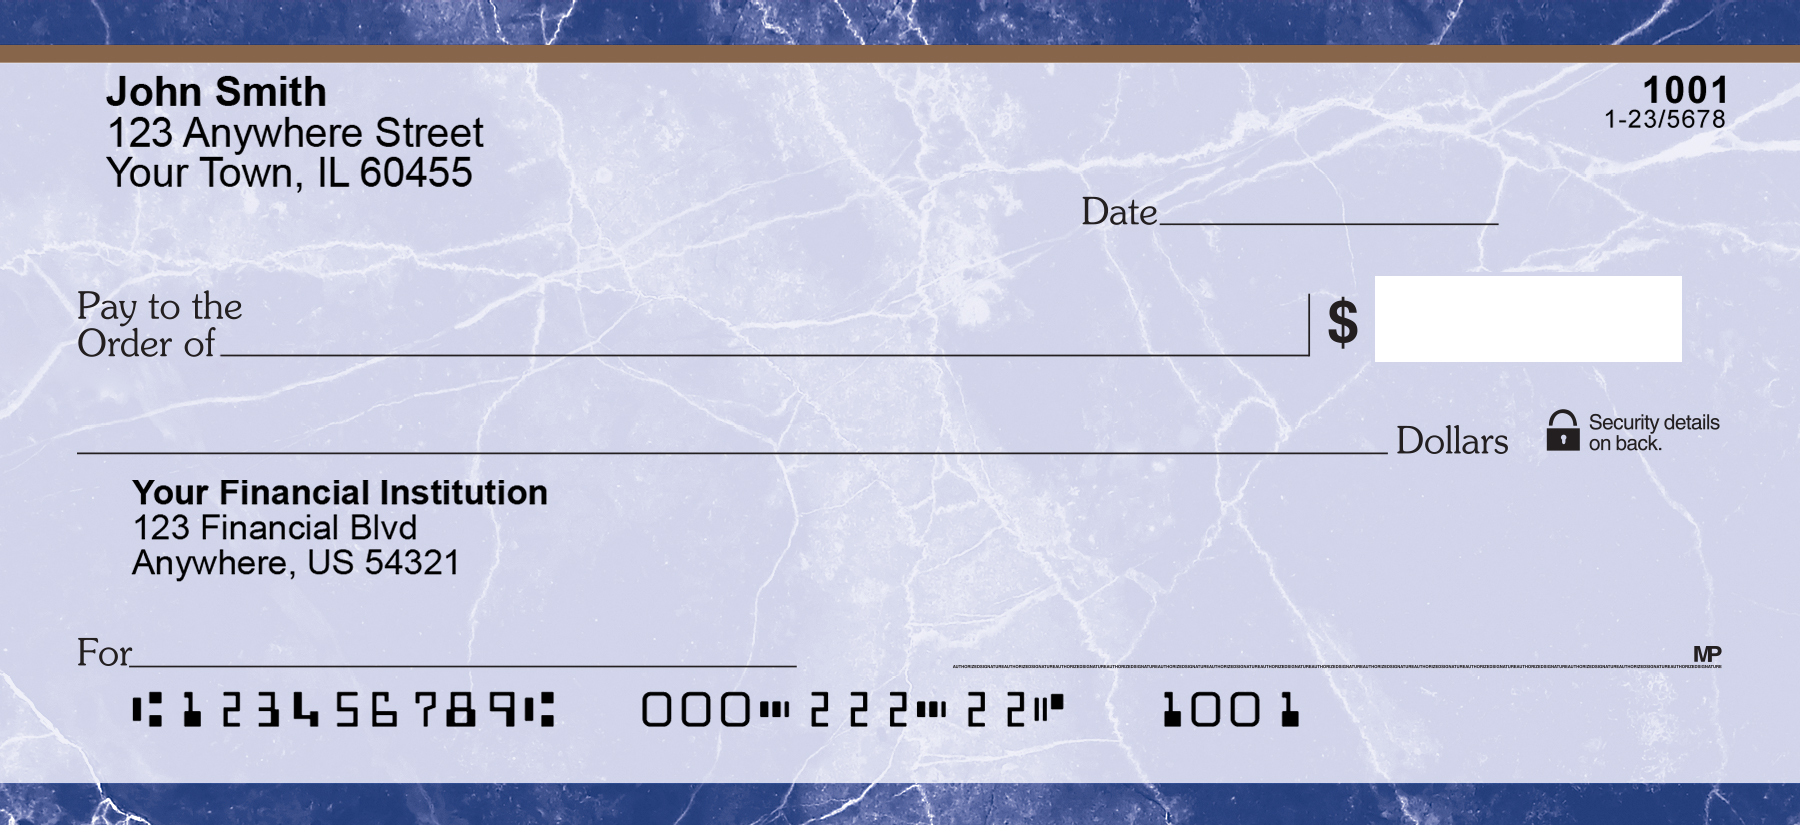 John Smith
123 Anywhere Street
Your Town, IL 60455
1001
1-23/5678
Date
Pay to the
Order of
$
Dollars
Security details
on back.
Your Financial Institution
123 Financial Blvd
Anywhere, US 54321
For
MP
⑆123456789⑆ 000⑉222⑉22⑈ 1001